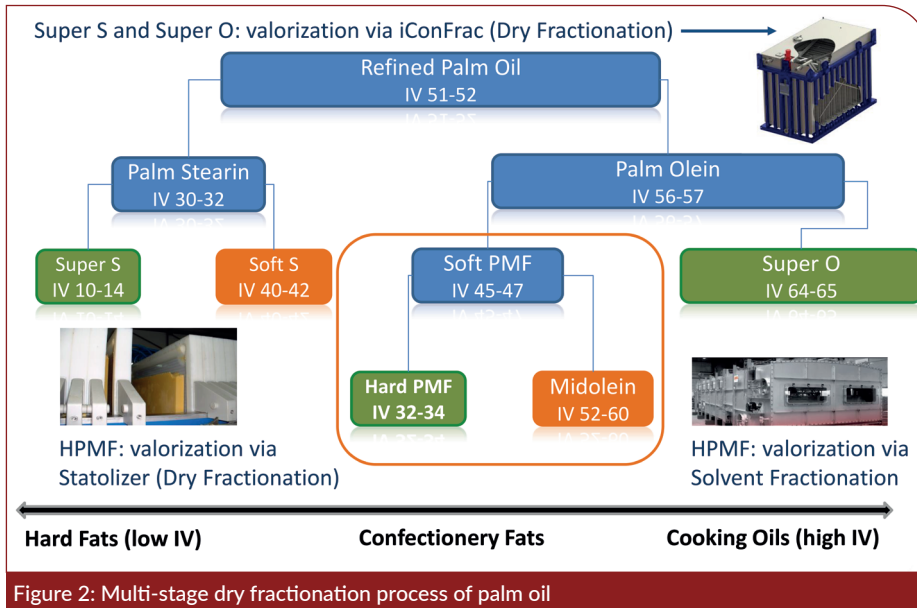 Super S and Super O: valorization via iConFrac (Dry Fractionation)
Refined Palm Oil
IV 51-52
Palm Stearin
IV 30-32
Palm Olein
IV 56-57
Super S
IV 10-14
Soft S
IV 40-42
Soft PMF
IV 45-47
Super O
IV 64-65
Hard PMF
IV 32-34
Midolein
IV 52-60
HPMF: valorization via
Statolizer (Dry Fractionation)
HPMF: valorization via
Solvent Fractionation
Hard Fats (low IV)
Confectionery Fats
Cooking Oils (high IV)
Figure 2: Multi-stage dry fractionation process of palm oil